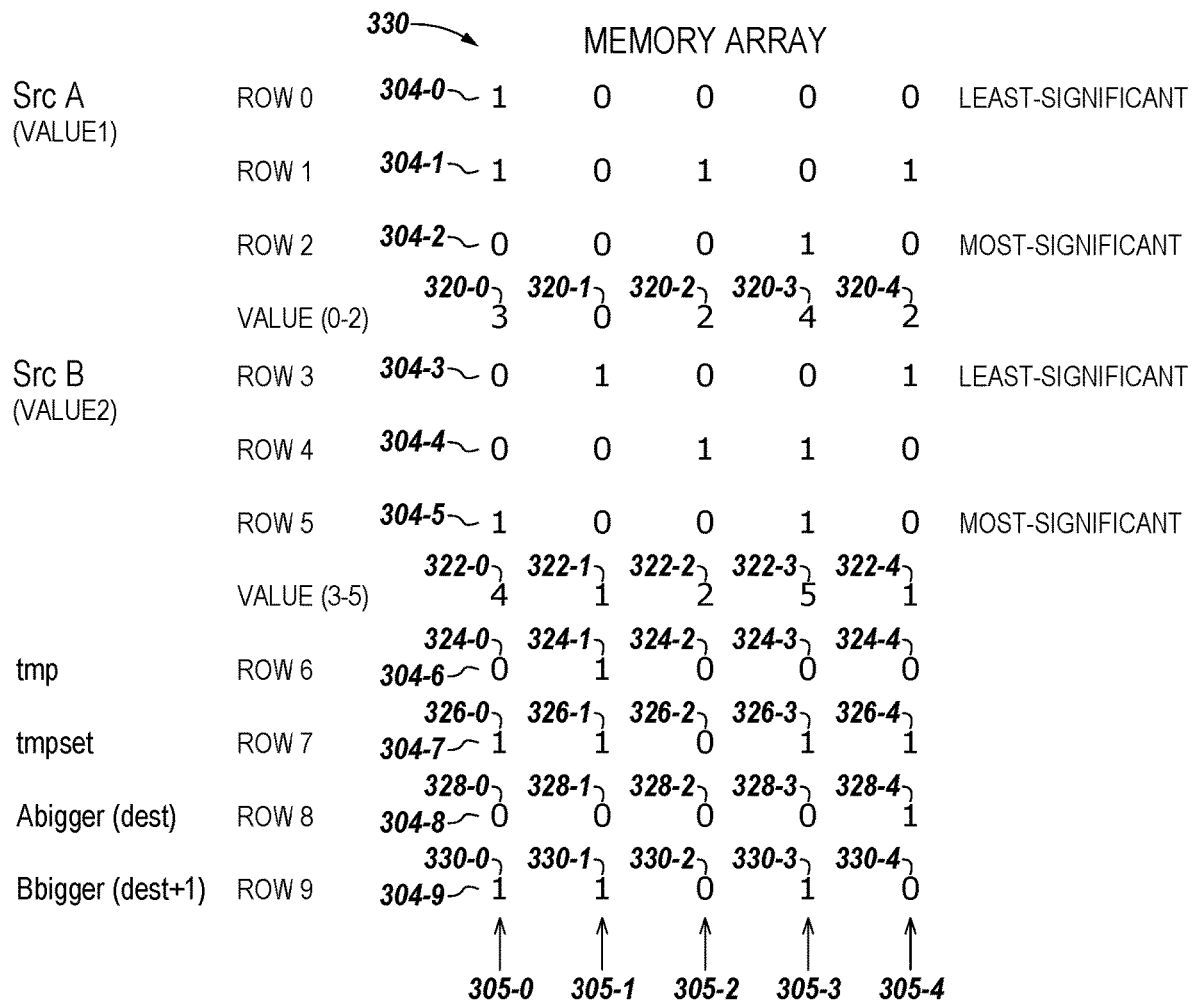 330 MEMORY ARRAY
Src A ROW 0 304-0 1 0 0 0 0 LEAST-SIGNIFICANT
(VALUE1)
ROW 1 304-1 1 0 1 0 1
ROW 2 304-2 0 0 0 1 0 MOST-SIGNIFICANT
320-0 320-1 320-2 320-3 320-4
VALUE (0-2) 3 0 2 4 2
Src B ROW 3 304-3 0 1 0 0 1 LEAST-SIGNIFICANT
(VALUE2)
ROW 4 304-4 0 0 1 1 0
ROW 5 304-5 1 0 0 1 0 MOST-SIGNIFICANT
322-0 322-1 322-2 322-3 322-4
VALUE (3-5) 4 1 2 5 1
324-0 324-1 324-2 324-3 324-4
tmp ROW 6 304-6 0 1 0 0 0
326-0 326-1 326-2 326-3 326-4
tmpset ROW 7 304-7 1 1 0 1 1
328-0 328-1 328-2 328-3 328-4
Abigger (dest) ROW 8 304-8 0 0 0 0 1
330-0 330-1 330-2 330-3 330-4
Bbigger (dest+1) ROW 9 304-9 1 1 0 1 0
305-0 305-1 305-2 305-3 305-4